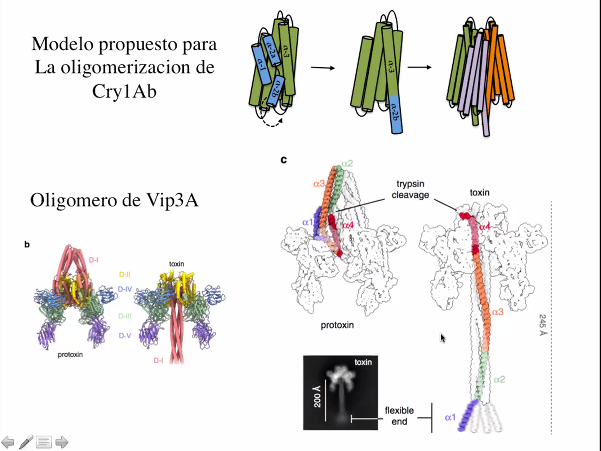 Modelo propuesto para
La oligomerizacion de
Cry1Ab
α-1
α-2a
α-3
α-2b
α-3
α-2b
Oligomero de Vip3A
b
D-I
D-II
D-IV
D-III
D-V
toxin
protoxin
D-I
c
α3
α2
α1
α4
trypsin
cleavage
toxin
α4
protoxin
α3
245 Å
α2
toxin
200 Å
flexible
end
α1